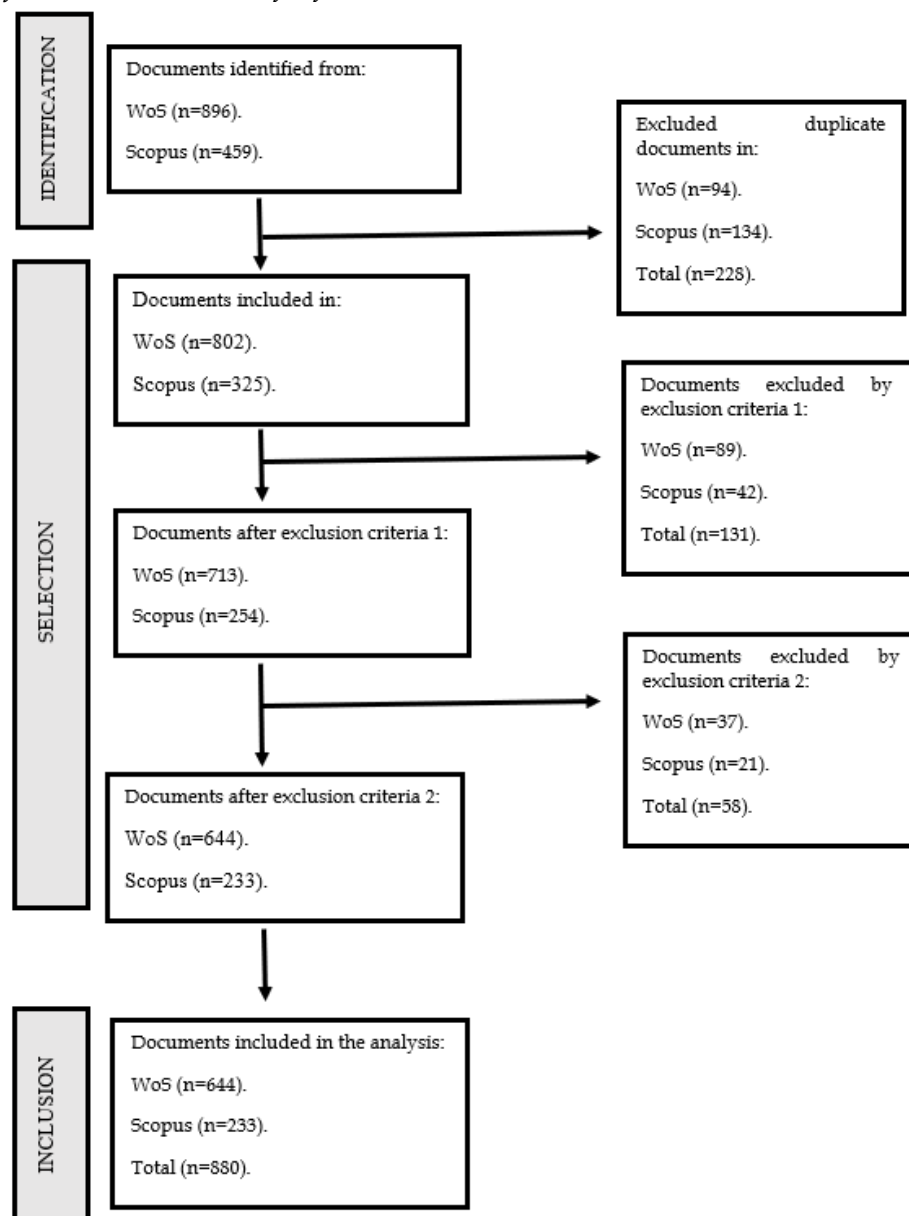 IDENTIFICATION
Documents identified from:
WoS (n=896).
Scopus (n=459).
Excluded duplicate
documents in:
WoS (n=94).
Scopus (n=134).
Total (n=228).
SELECTION
Documents included in:
WoS (n=802).
Scopus (n=325).
Documents excluded by
exclusion criteria 1:
WoS (n=89).
Scopus (n=42).
Total (n=131).
Documents after exclusion criteria 1:
WoS (n=713).
Scopus (n=254).
Documents excluded by
exclusion criteria 2:
WoS (n=37).
Scopus (n=21).
Total (n=58).
Documents after exclusion criteria 2:
WoS (n=644).
Scopus (n=233).
INCLUSION
Documents included in the analysis:
WoS (n=644).
Scopus (n=233).
Total (n=880).